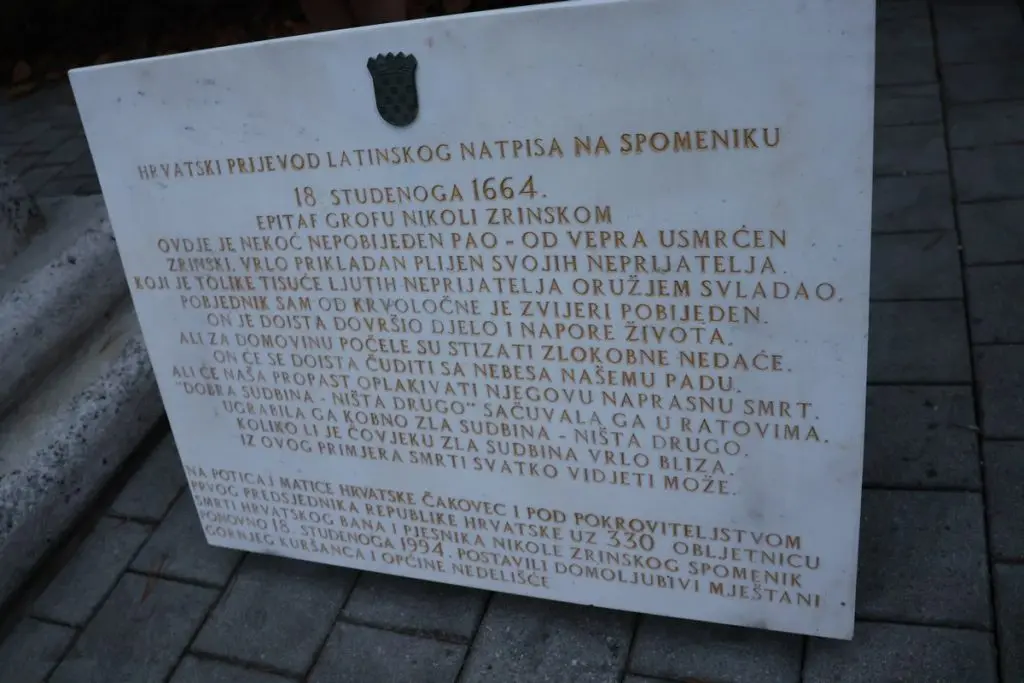 HRVATSKI PRIJEVOD LATINSKOG NATPISA NA SPOMENIKU
18. STUDENOGA 1664.
EPITAF GROFU NIKOLI ZRINSKOM
OVDJE JE NEKOĆ NEPOBIJEĐEN PAO - OD VEPRA USMRĆEN
ZRINSKI, VRLO PRIKLADAN PLIJEN SVOJIH NEPRIJATELJA.
KOJI JE TOLIKE TISUĆE LJUTIH NEPRIJATELJA ORUŽJEM SVLADAO,
POBJEDNIK SAM OD KRVOLOČNE JE ZVIJERI POBIJEĐEN.
ON JE DOISTA DOVRŠIO DJELO I NAPORE ŽIVOTA.
ALI ZA DOMOVINU POČELE SU STIZATI ZLOKOBNE NEDAĆE.
ON ĆE SE DOISTA ČUDITI SA NEBESA NAŠEMU PADU.
ALI ĆE NAŠA PROPAST OPLAKIVATI NJEGOVU NAPRASNU SMRT.
"DOBRA SUDBINA - NIŠTA DRUGO" SAČUVALA GA U RATOVIMA.
UGRABILA GA KOBNO ZLA SUDBINA - NIŠTA DRUGO.
KOLIKO LI JE ČOVJEKU ZLA SUDBINA VRLO BLIZA.
IZ OVOG PRIMJERA SMRTI SVATKO VIDJETI MOŽE.
NA POTICAJ MATICE HRVATSKE ČAKOVEC I POD POKROVITELJSTVOM
PRVOG PREDSJEDNIKA REPUBLIKE HRVATSKE UZ 330 OBLJETNICU
SMRTI HRVATSKOG BANA I PJESNIKA NIKOLE ZRINSKOG SPOMENIK
PONOVNO 18. STUDENOGA 1994. POSTAVILI DOMOLJUBIVI MJEŠTANI
GORNJEG KURŠANCA I OPĆINE NEDELIŠĆE